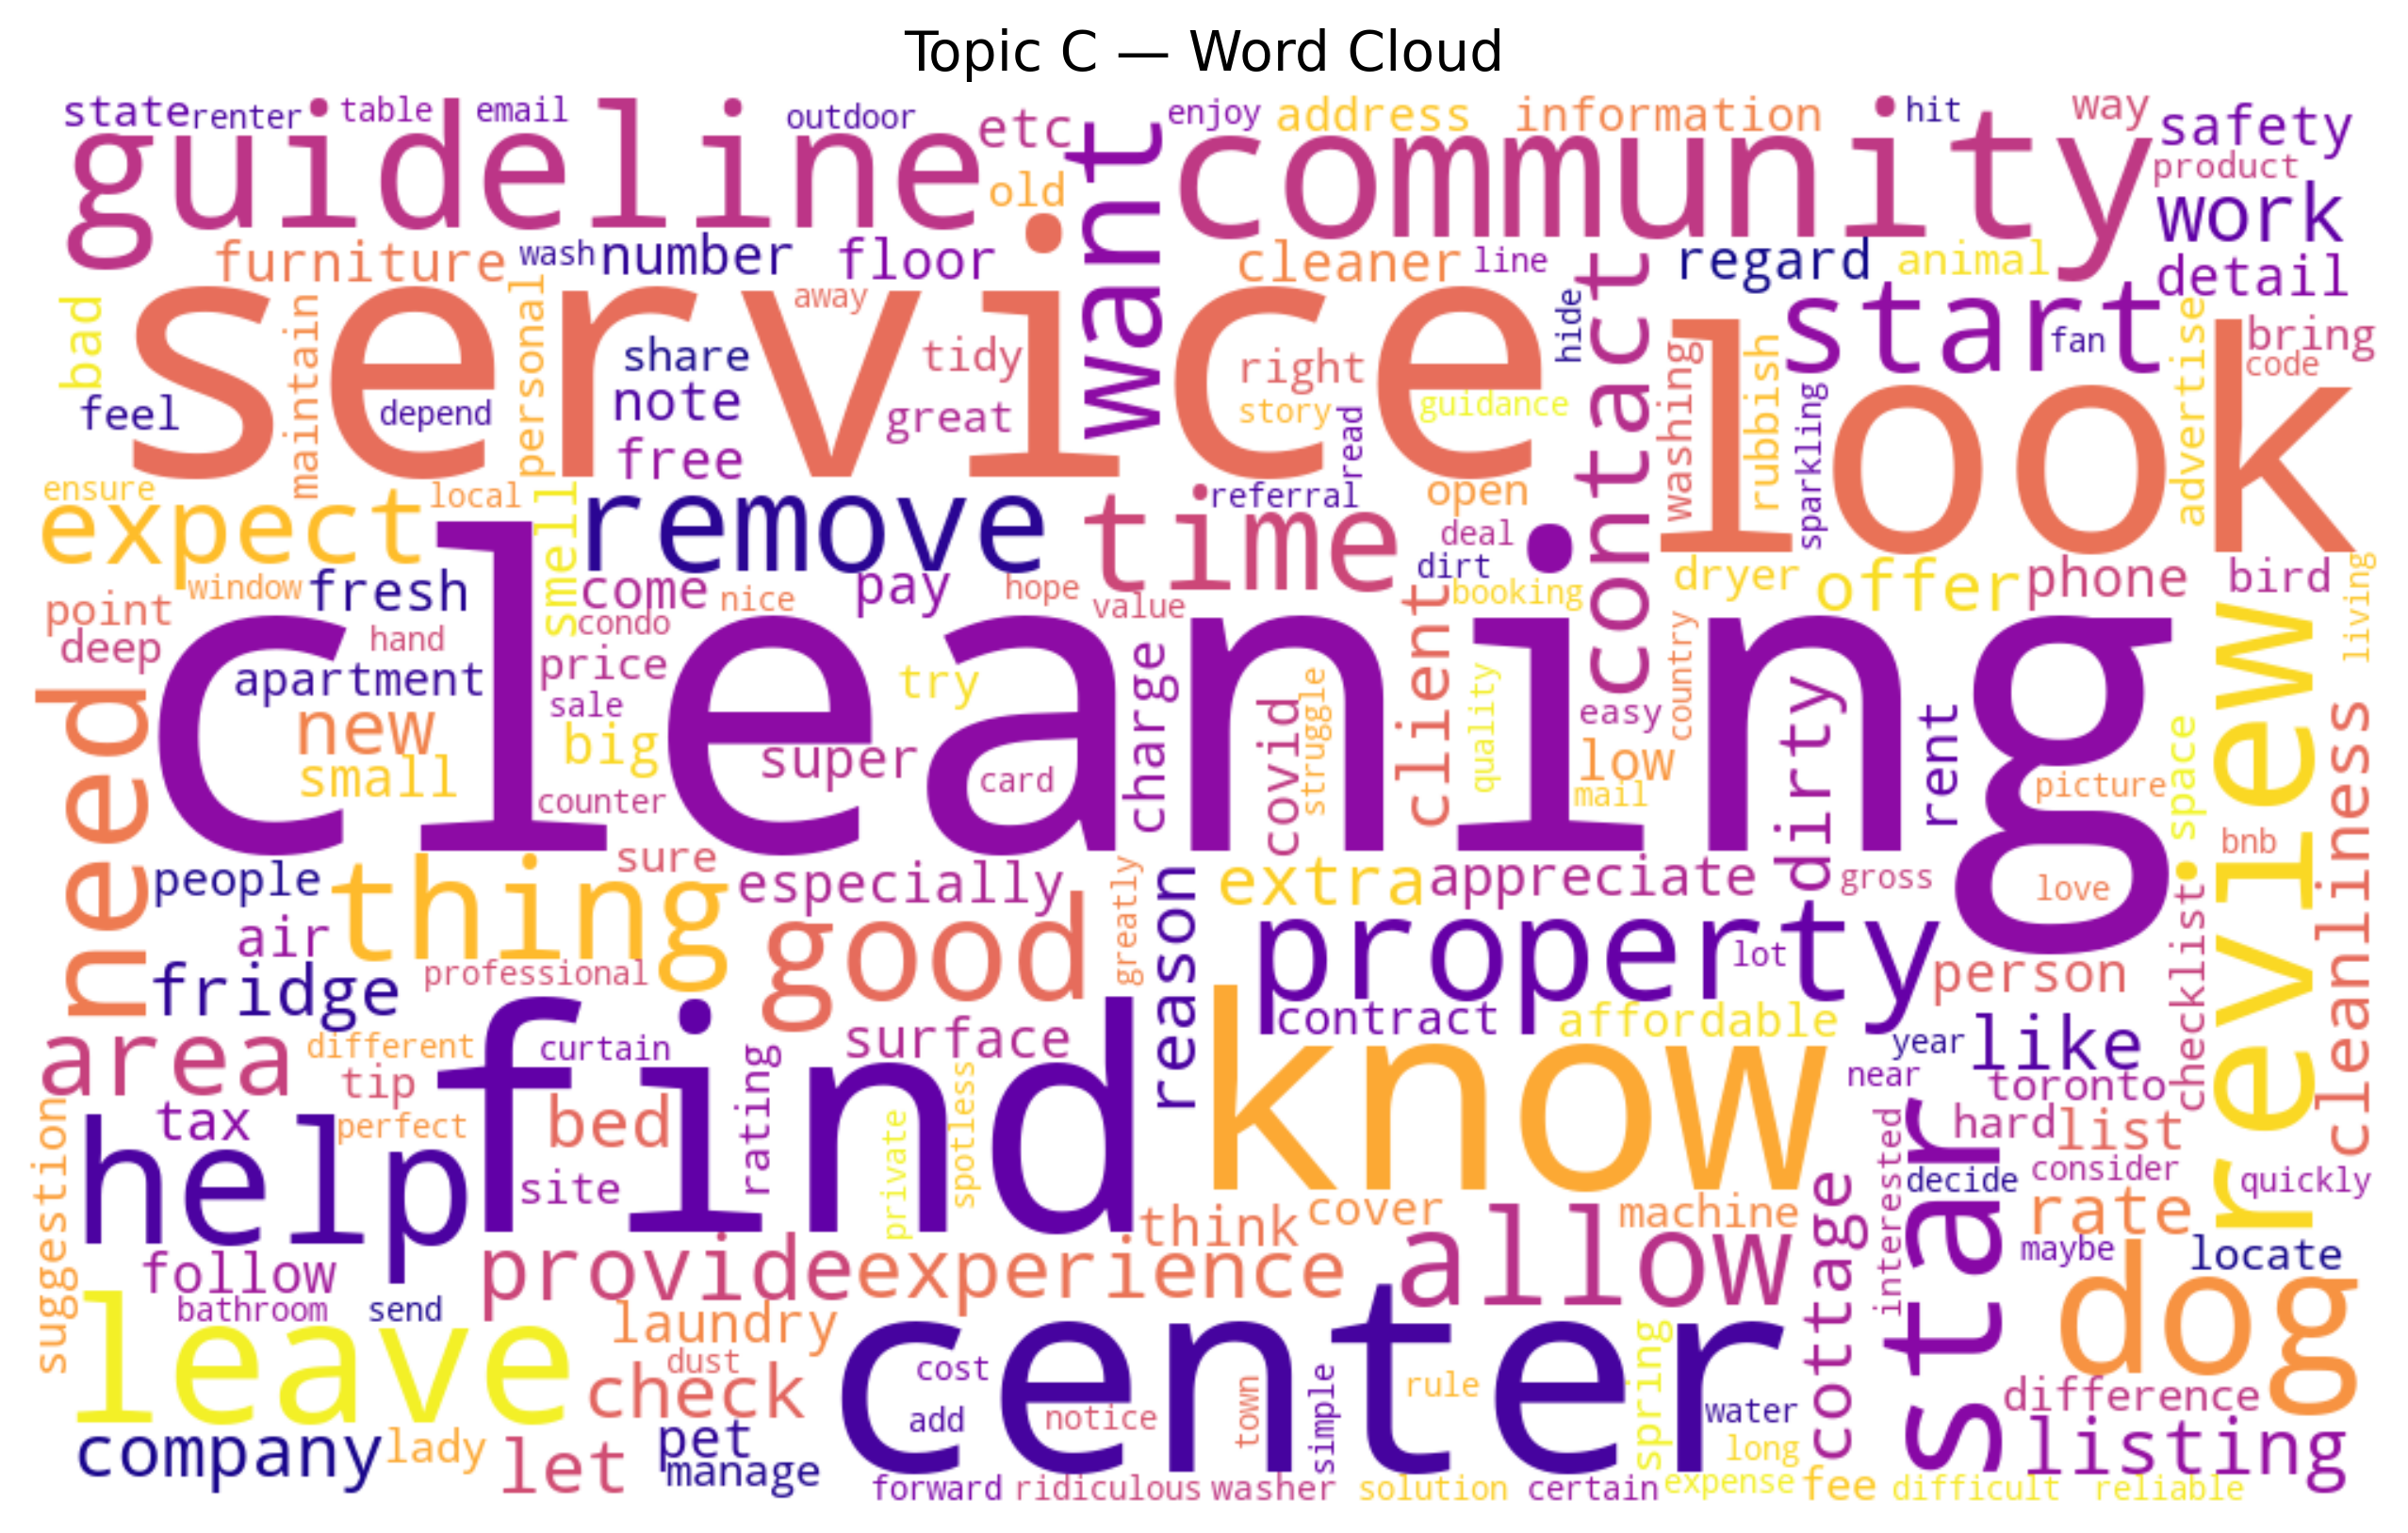 Topic C — Word Cloud
state renter table email outdoor etc enjoy address information hit way safety
guideline want community product
old work
furniture wash number floor cleaner line regard animal detail
service look
bad maintain personal away share tidy right hide contact start fan advertise bring code
feel depend note great story guidance read washing rubbish sparkling
free
ensure expect local smell remove time referral open deal dirt
window fresh come nice pay hope value booking dryer offer phone bird living
point deep hand condo client country
cleaning
apartment price try charge covid struggle quality easy dirty rent review
new sale big super card low mail picture space cleanliness
small counter bnb
need people thing sure especially greatly reason extra appreciate gross love
air good property lot checklist
fridge professional person
find know contract affordable
area different curtain surface year like
tip rating near toronto
suggestion help tax perfect bed private spotless hard list
site interested decide consider quickly
think cover machine star rate
follow provide experience allow cottage maybe locate
bathroom send laundry dog
leave dust check center cost rule spring water difference
add notice town simple long
company lady let pet manage listing
forward ridiculous washer solution certain expense fee difficult reliable